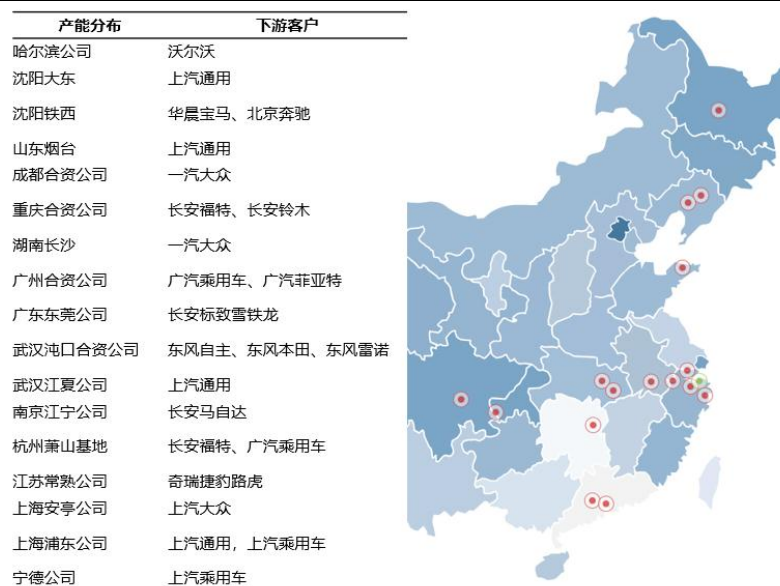 产能分布 下游客户
哈尔滨公司 沃尔沃
沈阳大东 上汽通用
沈阳铁西 华晨宝马、北京奔驰
山东烟台 上汽通用
成都合资公司 一汽大众
重庆合资公司 长安福特、长安铃木
湖南长沙 一汽大众
广州合资公司 广汽乘用车、广汽菲亚特
广东东莞公司 长安标致雪铁龙
武汉沌口合资公司 东风自主、东风本田、东风雷诺
武汉江夏公司 上汽通用
南京江宁公司 长安马自达
杭州萧山基地 长安福特、广汽乘用车
江苏常熟公司 奇瑞捷豹路虎
上海安亭公司 上汽大众
上海浦东公司 上汽通用，上汽乘用车
宁德公司 上汽乘用车